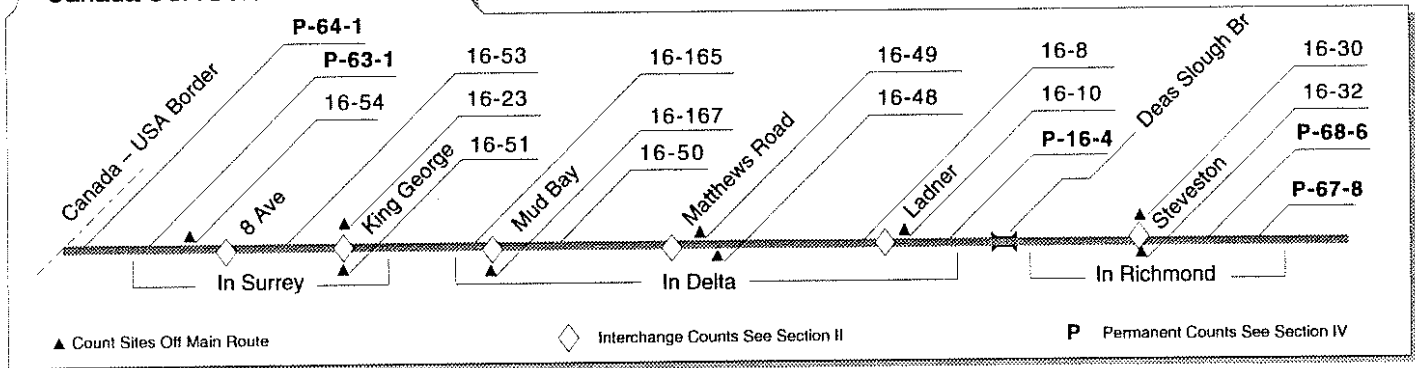 P-64-1
P-63-1
16-54
16-53
16-23
16-51
16-165
16-167
16-50
16-49
16-48
16-8
16-10
P-16-4
Deas Slough Br
16-30
16-32
P-68-6
P-67-8
Canada – USA Border
8 Ave
King George
Mud Bay
Matthews Road
Ladner
Steveston
In Surrey
In Delta
In Richmond
▲ Count Sites Off Main Route
Interchange Counts See Section II
P Permanent Counts See Section IV